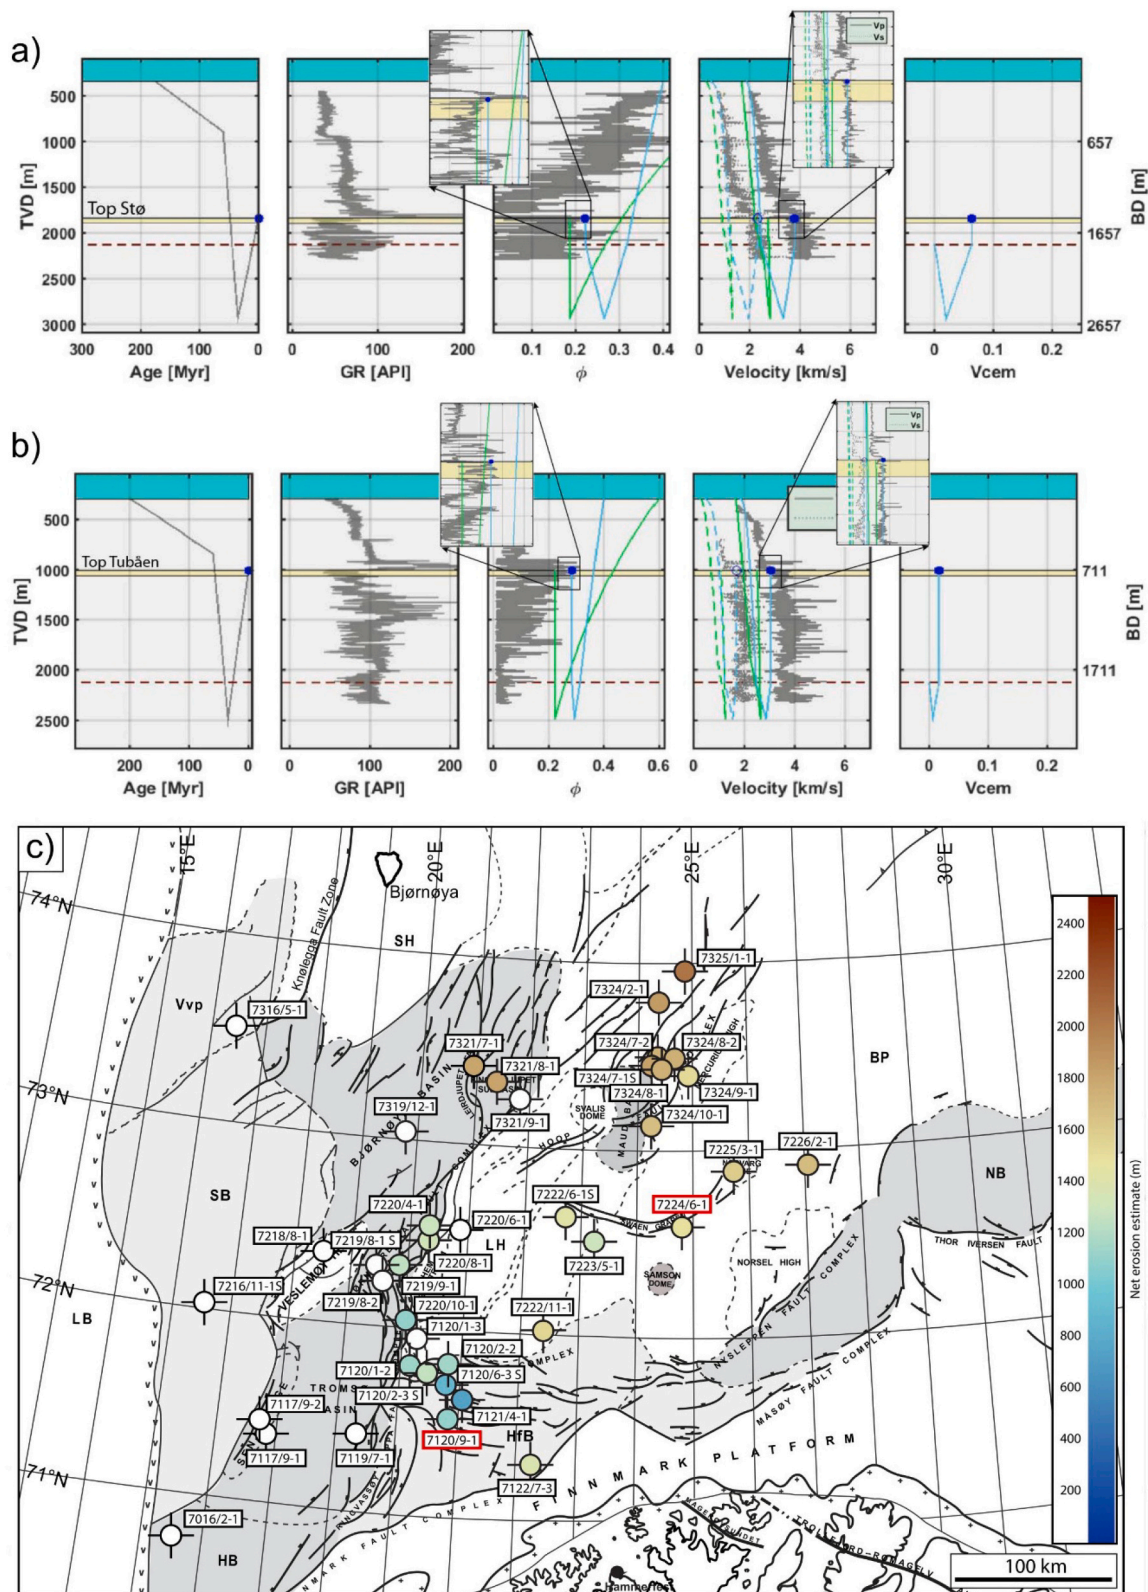 a)
Vp
Vs
TVD [m]
500
1000
1500
2000
2500
3000
Top Stø
657
1657
2657
BD [m]
300
200
100
0
0
100
200
0.1
0.2
0.3
0.4
0
2
4
6
0
0.1
0.2
Age [Myr]
GR [API]
ϕ
Velocity [km/s]
Vcem
b)
Vp
Vs
TVD [m]
500
1000
1500
2000
2500
Top Tubåen
711
1711
BD [m]
200
100
0
0
100
200
0
0.2
0.4
0.6
0
2
4
6
0
0.1
0.2
Age [Myr]
GR [API]
ϕ
Velocity [km/s]
Vcem
c)
15°E
20°E
25°E
30°E
74°N
73°N
72°N
71°N
Bjørnøya
Knølegga Fault Zone
SH
Vvp
7316/5-1
7325/1-1
7324/2-1
7321/7-1
7321/8-1
7321/9-1
7324/7-2
7324/8-2
7324/7-1S
7324/8-1
7324/9-1
7324/10-1
BP
SVALIS
DOME
HOOP
BJØRNØYA BASIN
7319/12-1
7225/3-1
7226/2-1
NB
SB
7220/4-1
7220/6-1
7222/6-1S
7224/6-1
7218/8-1
7219/8-1 S
LH
7220/8-1
7223/5-1
SWAEN GRABEN
NORSEL HIGH
THOR IVERSEN FAULT
SAMSON
DOME
7216/11-1S
7219/9-1
7219/8-2
7220/10-1
7222/11-1
LB
7120/1-3
7120/2-2
COMPLEX
NYSLEPPEN FAULT COMPLEX
MÅSØY FAULT COMPLEX
7120/1-2
7120/6-3 S
7120/2-3 S
7117/9-2
7121/4-1
7120/9-1
HfB
7117/9-1
7119/7-1
7122/7-3
FINNMARK PLATFORM
7016/2-1
HB
FAULT COMPLEX
TROLLFJORD-KOMAGELV
Hammerfest
100 km
2400
2200
2000
1800
1600
1400
1200
1000
800
600
400
200
Net erosion estimate (m)